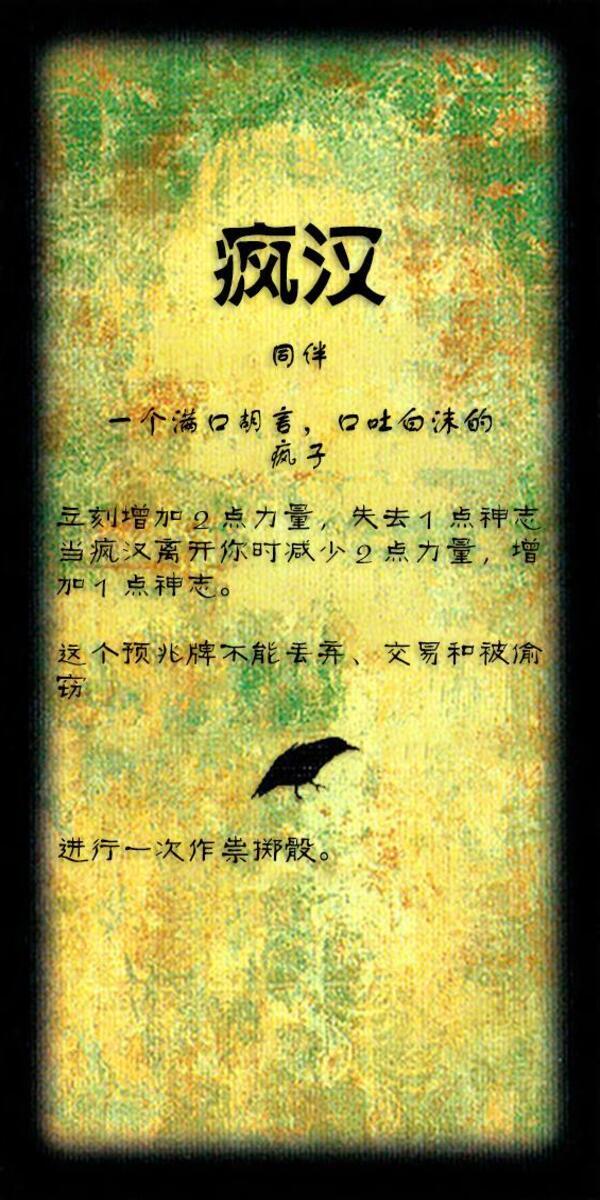 疯汉
同伴
一个满口胡言，口吐白沫的
疯子
立刻增加2点力量，失去1点神志
当疯汉离开你时减少2点力量，增
加1点神志。
这个预兆牌不能丢弃、交易和被偷
窃
进行一次作祟掷骰。